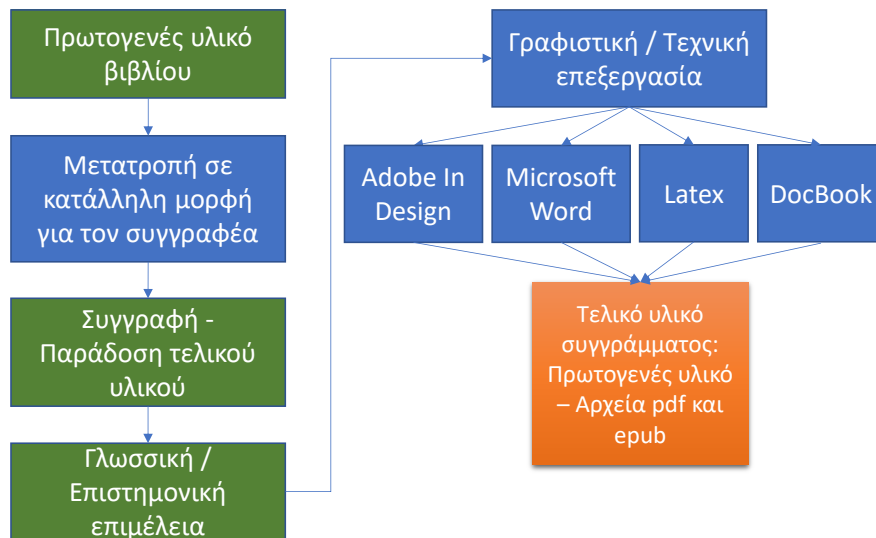 Πρωτογενές υλικό
βιβλίου
Μετατροπή σε
κατάλληλη μορφή
για τον συγγραφέα
Συγγραφή -
Παράδοση τελικού
υλικού
Γλωσσική /
Επιστημονική
επιμέλεια
Γραφιστική / Τεχνική
επεξεργασία
Adobe In
Design
Microsoft
Word
Latex
DocBook
Τελικό υλικό
συγγράμματος:
Πρωτογενές υλικό
– Αρχεία pdf και
epub